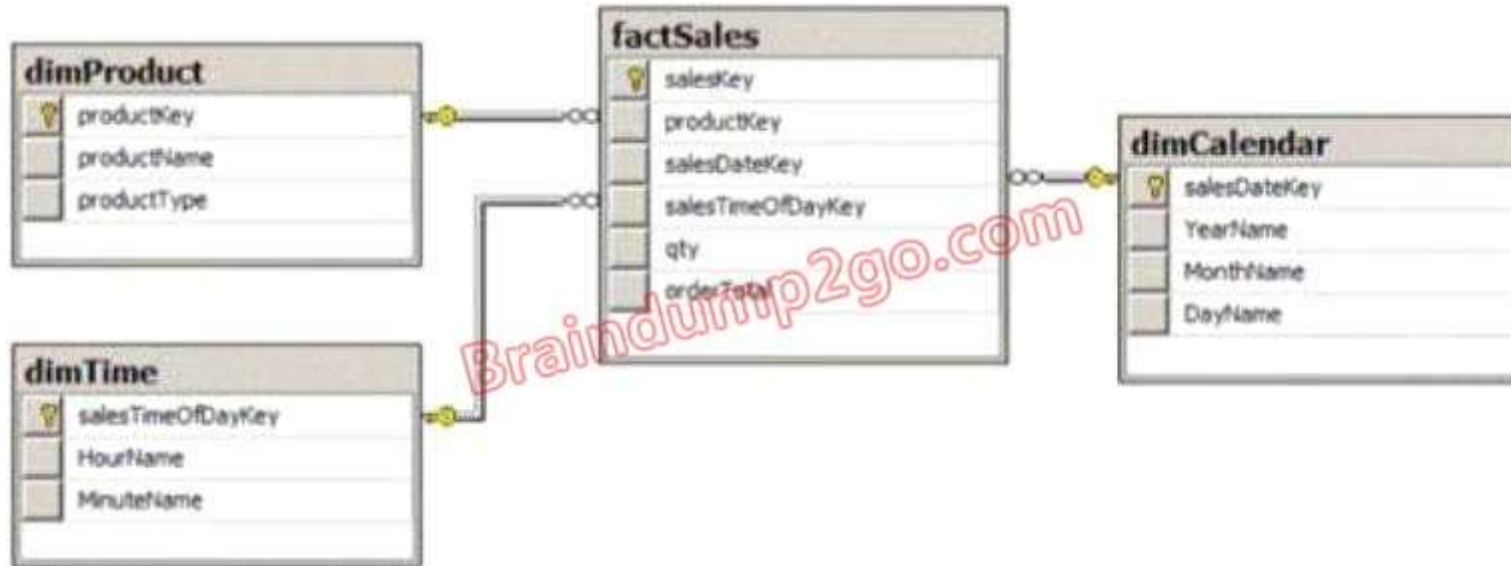 dimProduct
productKey
productName
productType
factSales
salesKey
productKey
salesDateKey
salesTimeOfDayKey
qty
orderTotal
dimCalendar
salesDateKey
YearName
MonthName
DayName
dimTime
salesTimeOfDayKey
HourName
MinuteName
Braindump2go.com